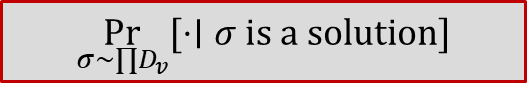 Pr [·| σ is a solution]
σ~∏D_v